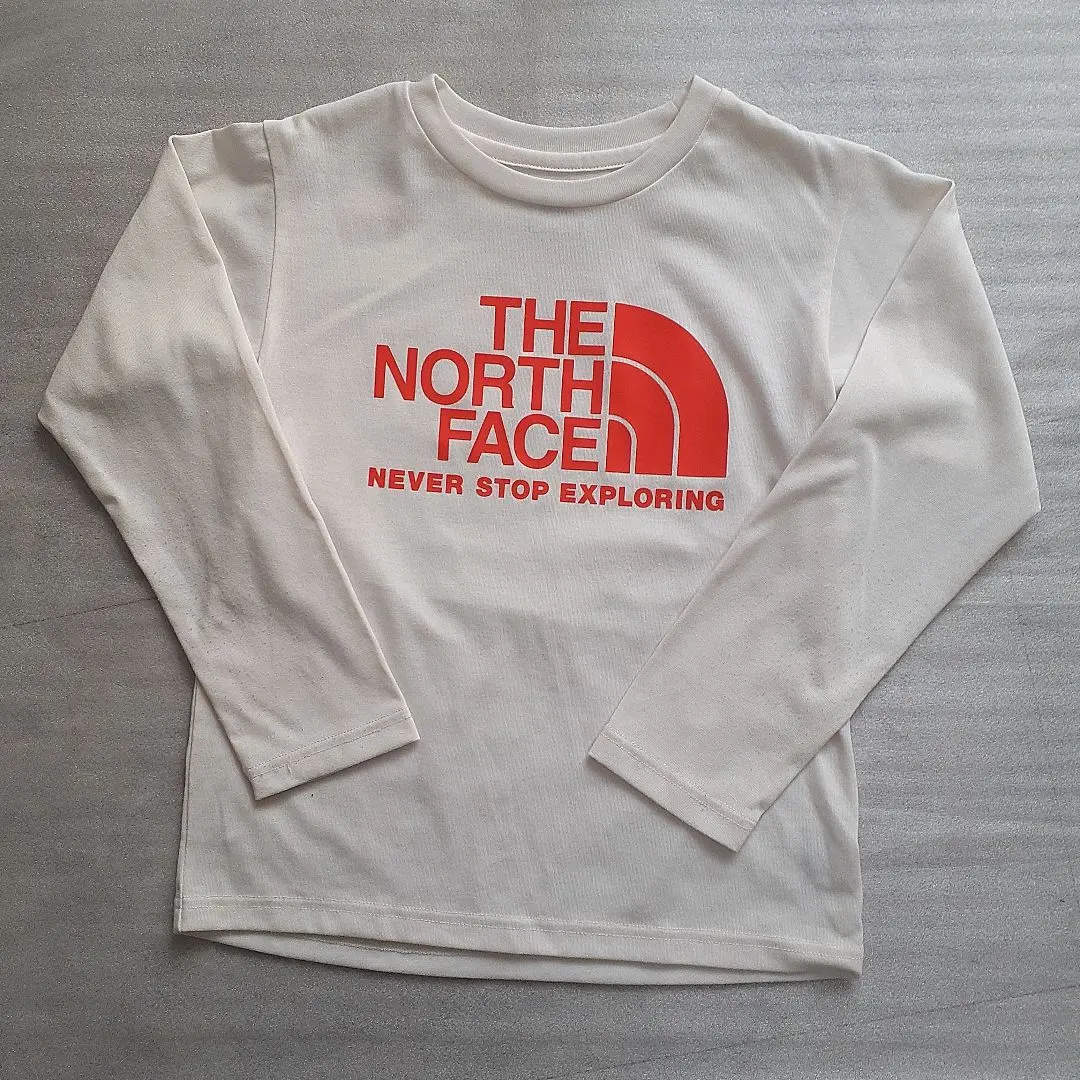 THE
NORTH
FACE
NEVER STOP EXPLORING